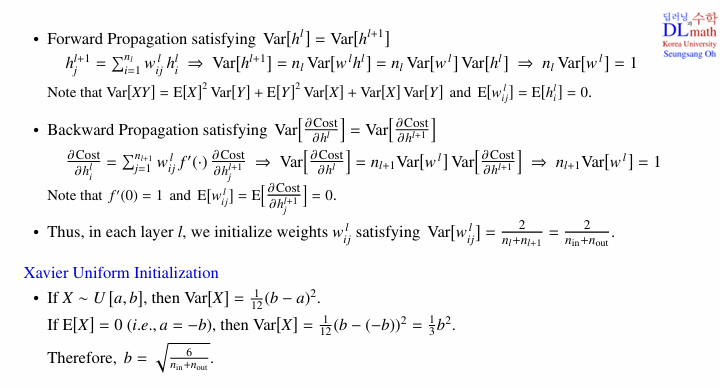 딥러닝과수학
DLmath
Korea University
Seungsang Oh
• Forward Propagation satisfying Var[h^l] = Var[h^{l+1}]
h_j^{l+1} = ∑_{i=1}^{n_l} w_{ij}^l h_i^l ⇒ Var[h^{l+1}] = n_l Var[w^l h^l] = n_l Var[w^l] Var[h^l] ⇒ n_l Var[w^l] = 1
Note that Var[XY] = E[X]^2 Var[Y] + E[Y]^2 Var[X] + Var[X] Var[Y] and E[w_{ij}^l] = E[h_i^l] = 0.
• Backward Propagation satisfying Var[∂Cost/∂h^l] = Var[∂Cost/∂h^{l+1}]
∂Cost/∂h_i^l = ∑_{j=1}^{n_{l+1}} w_{ij}^l f′(·) ∂Cost/∂h_j^{l+1} ⇒ Var[∂Cost/∂h^l] = n_{l+1} Var[w^l] Var[∂Cost/∂h^{l+1}] ⇒ n_{l+1} Var[w^l] = 1
Note that f′(0) = 1 and E[w_{ij}^l] = E[∂Cost/∂h_j^{l+1}] = 0.
• Thus, in each layer l, we initialize weights w_{ij}^l satisfying Var[w_{ij}^l] = 2/(n_l+n_{l+1}) = 2/(n_in+n_out).
Xavier Uniform Initialization
• If X ∼ U[a, b], then Var[X] = 1/12 (b − a)^2.
If E[X] = 0 (i.e., a = −b), then Var[X] = 1/12 (b − (−b))^2 = 1/3 b^2.
Therefore, b = √(6/(n_in+n_out)).